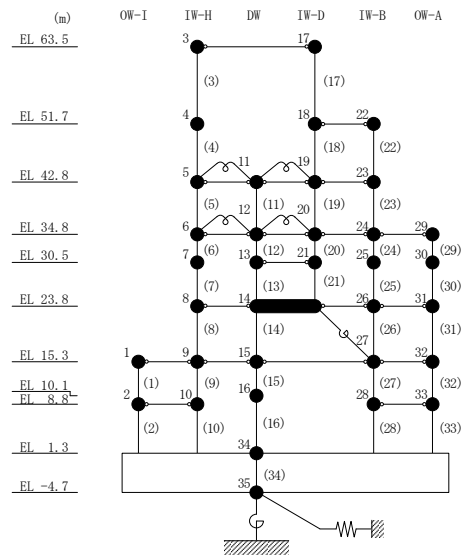 (m) OW-I IW-H DW IW-D IW-B OW-A
EL 63.5 3 17
(3) (17)
EL 51.7 4 18 22
(4) 11 (18) 19 (22)
EL 42.8 5 23
(5) (11) (19) (23)
12 20
EL 34.8 6 24 29
(6) (12) (20) (24) (29)
EL 30.5 7 13 21 25 30
(7) (13) (21) (25) (30)
EL 23.8 8 14 26 31
(8) (14) 27 (26) (31)
EL 15.3 1 9 15 32
(1) (9) (15) (27) (32)
EL 10.1 16
EL 8.8 2 10 28 33
(2) (10) (16) (28) (33)
EL 1.3 34
(34)
EL -4.7 35